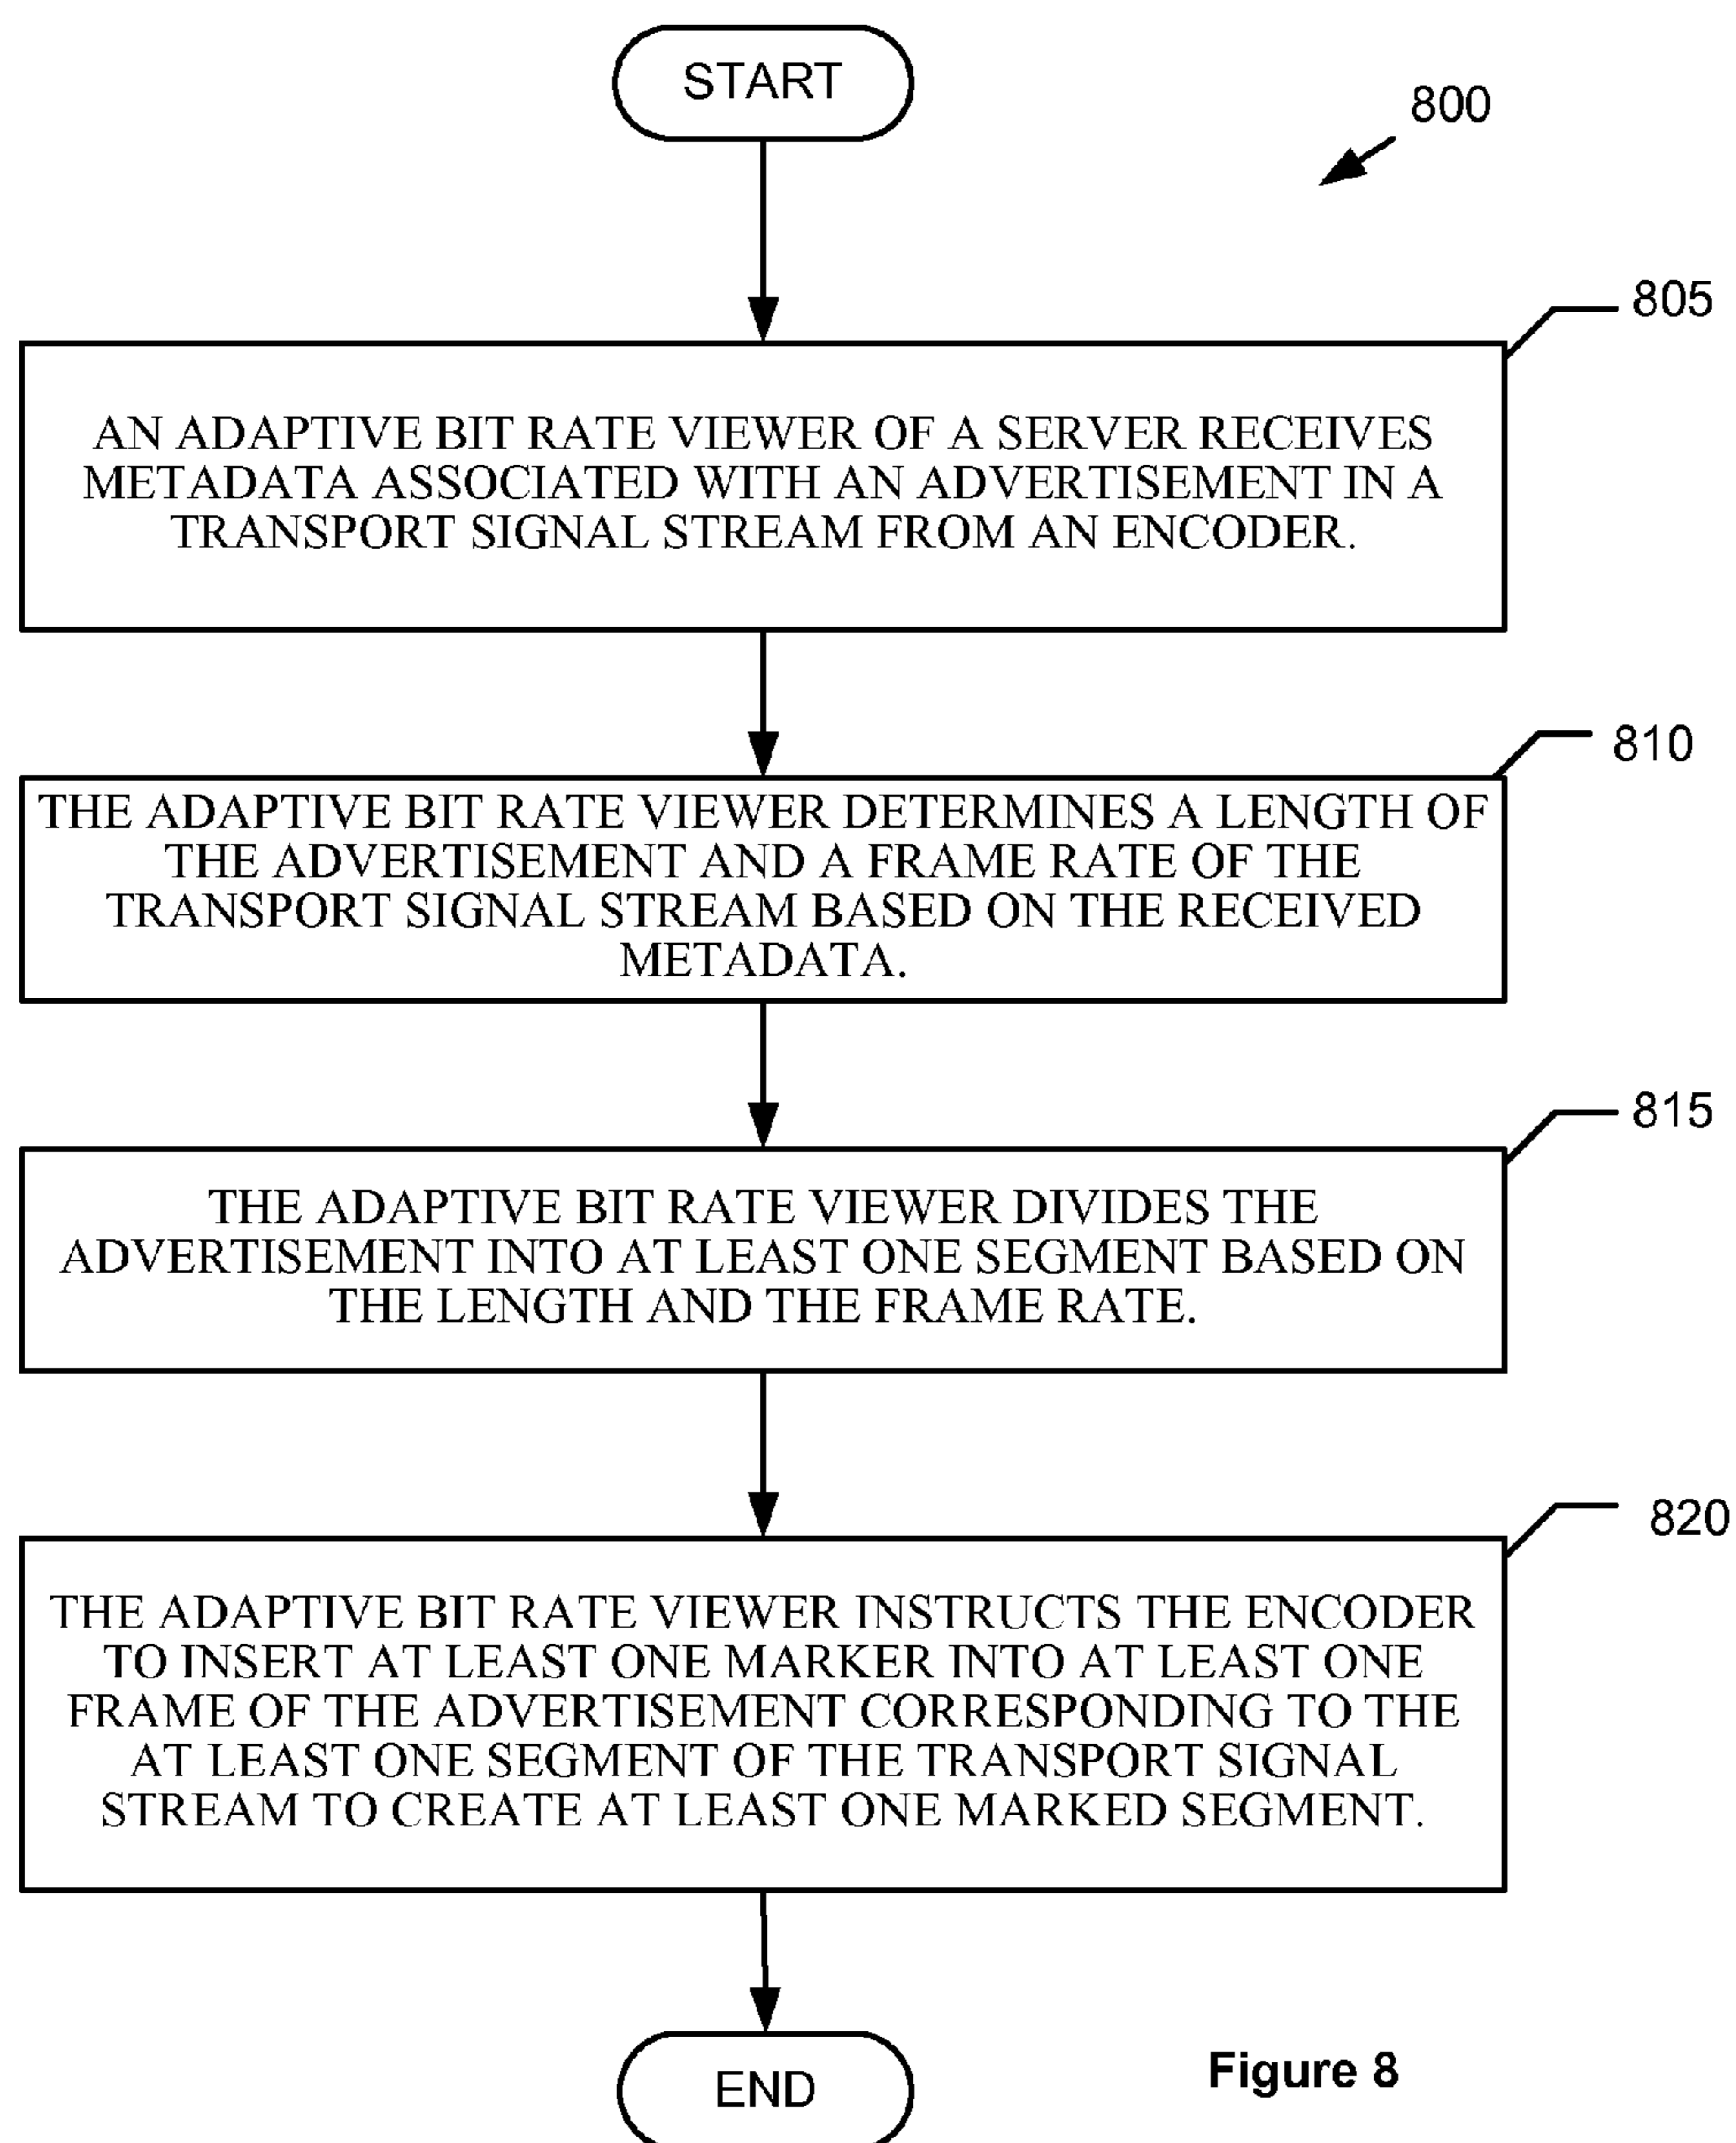 START
800
805
AN ADAPTIVE BIT RATE VIEWER OF A SERVER RECEIVES
METADATA ASSOCIATED WITH AN ADVERTISEMENT IN A
TRANSPORT SIGNAL STREAM FROM AN ENCODER.
810
THE ADAPTIVE BIT RATE VIEWER DETERMINES A LENGTH OF
THE ADVERTISEMENT AND A FRAME RATE OF THE
TRANSPORT SIGNAL STREAM BASED ON THE RECEIVED
METADATA.
815
THE ADAPTIVE BIT RATE VIEWER DIVIDES THE
ADVERTISEMENT INTO AT LEAST ONE SEGMENT BASED ON
THE LENGTH AND THE FRAME RATE.
820
THE ADAPTIVE BIT RATE VIEWER INSTRUCTS THE ENCODER
TO INSERT AT LEAST ONE MARKER INTO AT LEAST ONE
FRAME OF THE ADVERTISEMENT CORRESPONDING TO THE
AT LEAST ONE SEGMENT OF THE TRANSPORT SIGNAL
STREAM TO CREATE AT LEAST ONE MARKED SEGMENT.
END
Figure 8